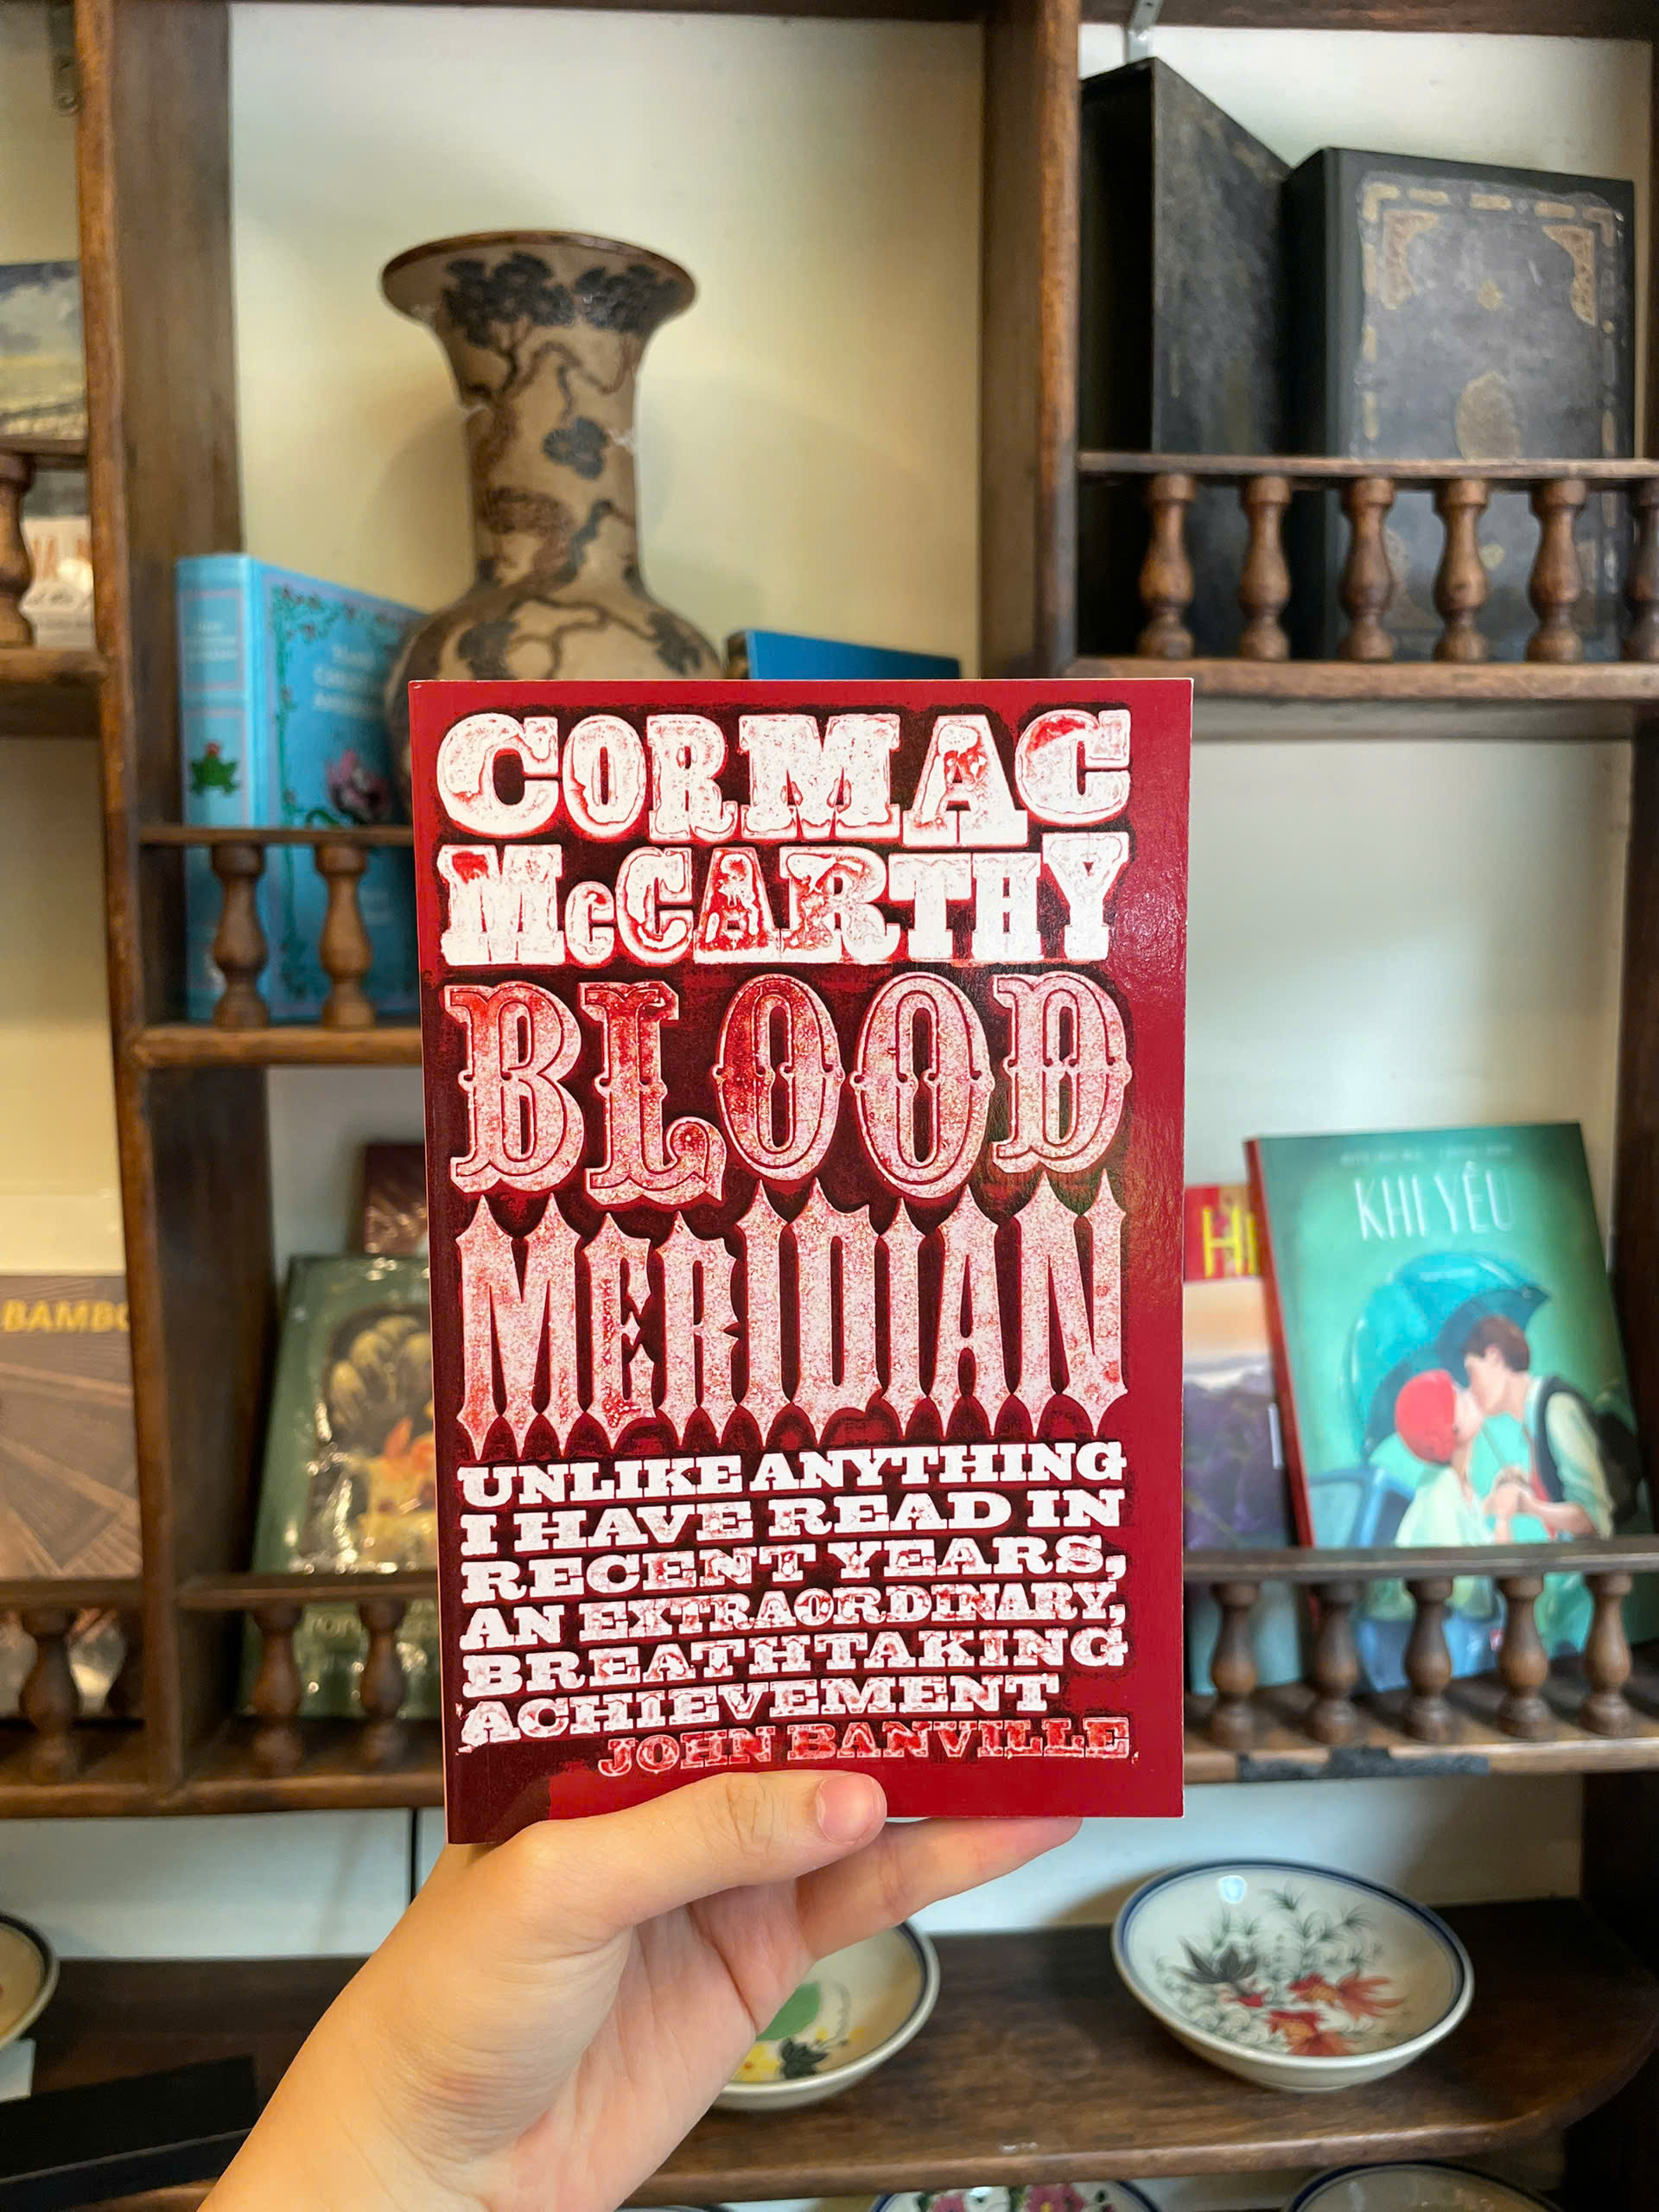 CORMAC
McCARTHY
BLOOD
MERIDIAN
UNLIKE ANYTHING
I HAVE READ IN
RECENT YEARS,
AN EXTRAORDINARY,
BREATHTAKING
ACHIEVEMENT
JOHN BANVILLE
KHI YÊU